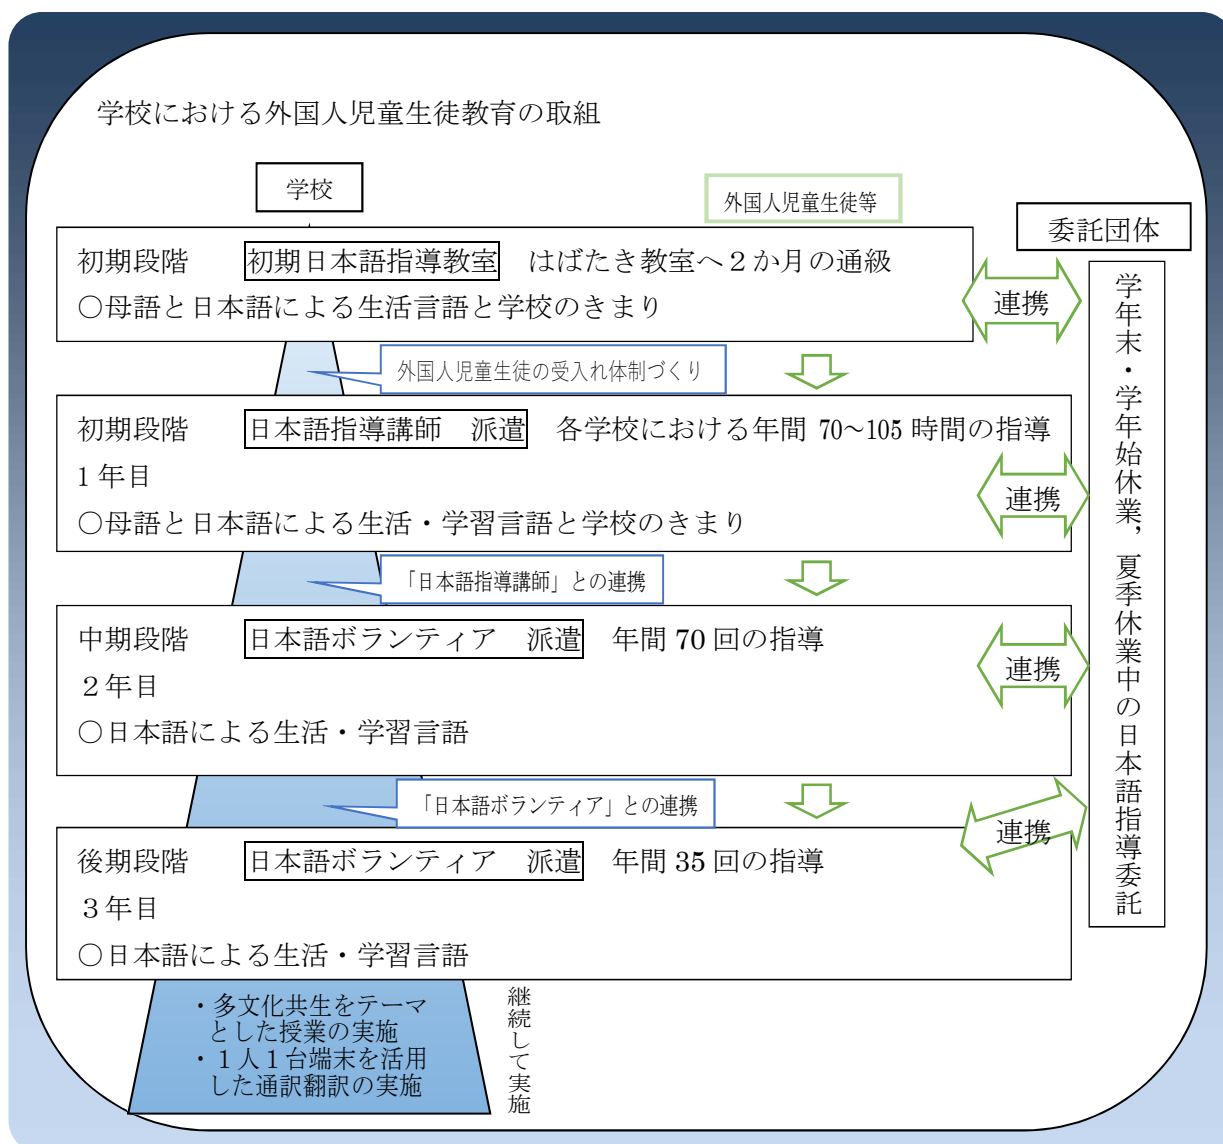 学校における外国人児童生徒教育の取組
学校
外国人児童生徒等
委託団体
初期段階　　初期日本語指導教室　はばたき教室へ２か月の通級
○母語と日本語による生活言語と学校のきまり
連携
外国人児童生徒の受入れ体制づくり
初期段階　　日本語指導講師　派遣　各学校における年間 70～105 時間の指導
1 年目
○母語と日本語による生活・学習言語と学校のきまり
連携
「日本語指導講師」との連携
中期段階　　日本語ボランティア　派遣　年間 70 回の指導
２年目
○日本語による生活・学習言語
連携
「日本語ボランティア」との連携
後期段階　　日本語ボランティア　派遣　年間 35 回の指導
３年目
○日本語による生活・学習言語
連携
学年末・学年始休業，夏季休業中の日本語指導委託
・多文化共生をテーマ
とした授業の実施
・１人１台端末を活用
した通訳翻訳の実施
継続して実施